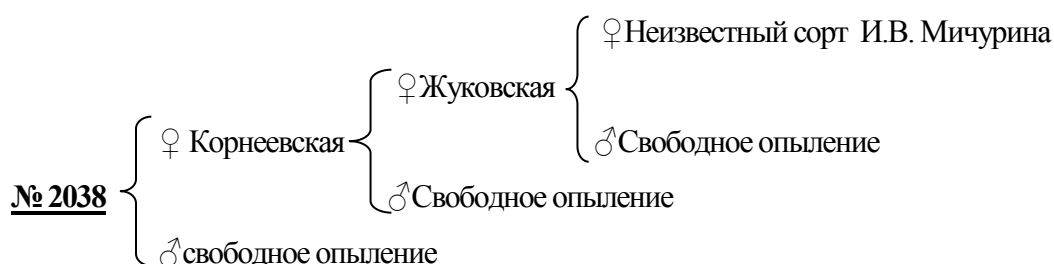 ♀Неизвестный сорт И.В. Мичурина
♀Жуковская
♂Свободное опыление
♀ Корнеевская
♂Свободное опыление
№ 2038
♂свободное опыление